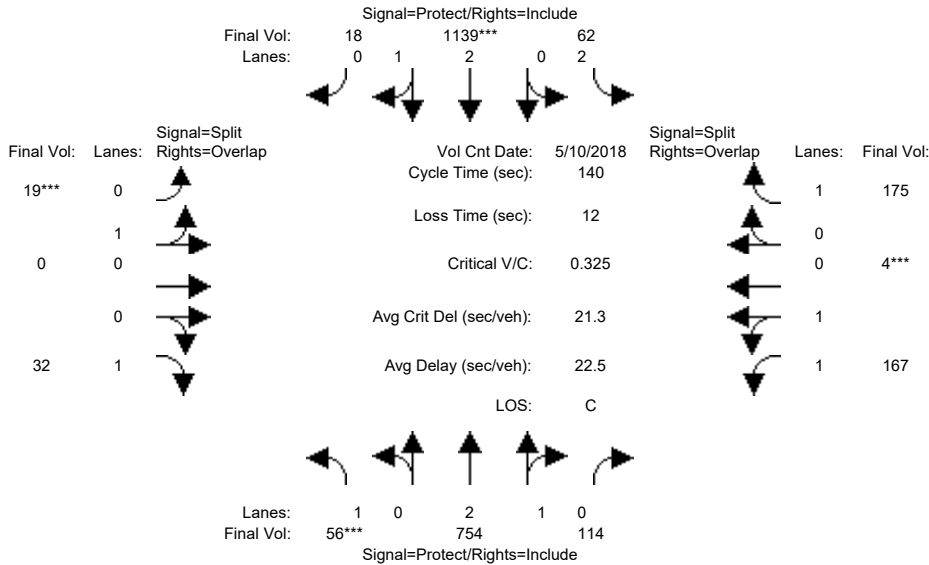 Signal=Protect/Rights=Include
Final Vol: 18 1139*** 62
Lanes: 0 1 2 0 2
Signal=Split
Final Vol: Lanes: Rights=Overlap
Vol Cnt Date: 5/10/2018
Signal=Split
Rights=Overlap Lanes: Final Vol:
Cycle Time (sec): 140
19*** 0
1 175
Loss Time (sec): 12
1
0
0 0
Critical V/C: 0.325
0 4***
0
Avg Crit Del (sec/veh): 21.3
1
32 1
Avg Delay (sec/veh): 22.5
1 167
LOS: C
Lanes: 1 0 2 1 0
Final Vol: 56*** 754 114
Signal=Protect/Rights=Include